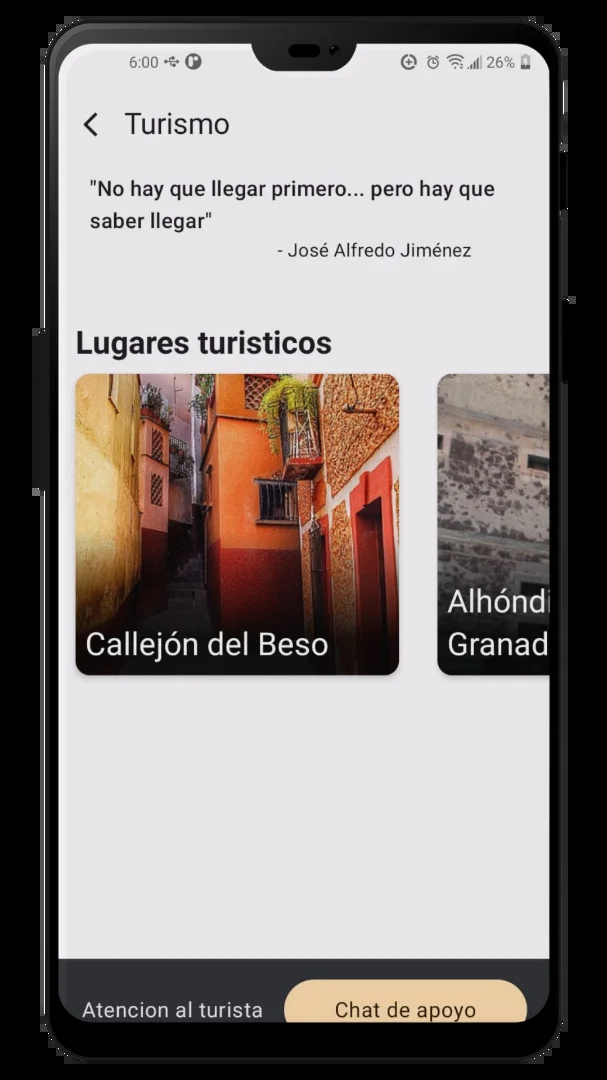 6:00 26%
Turismo
"No hay que llegar primero... pero hay que
saber llegar"
- José Alfredo Jiménez
Lugares turisticos
Callejón del Beso
Alhóndi
Granad
Atencion al turista Chat de apoyo